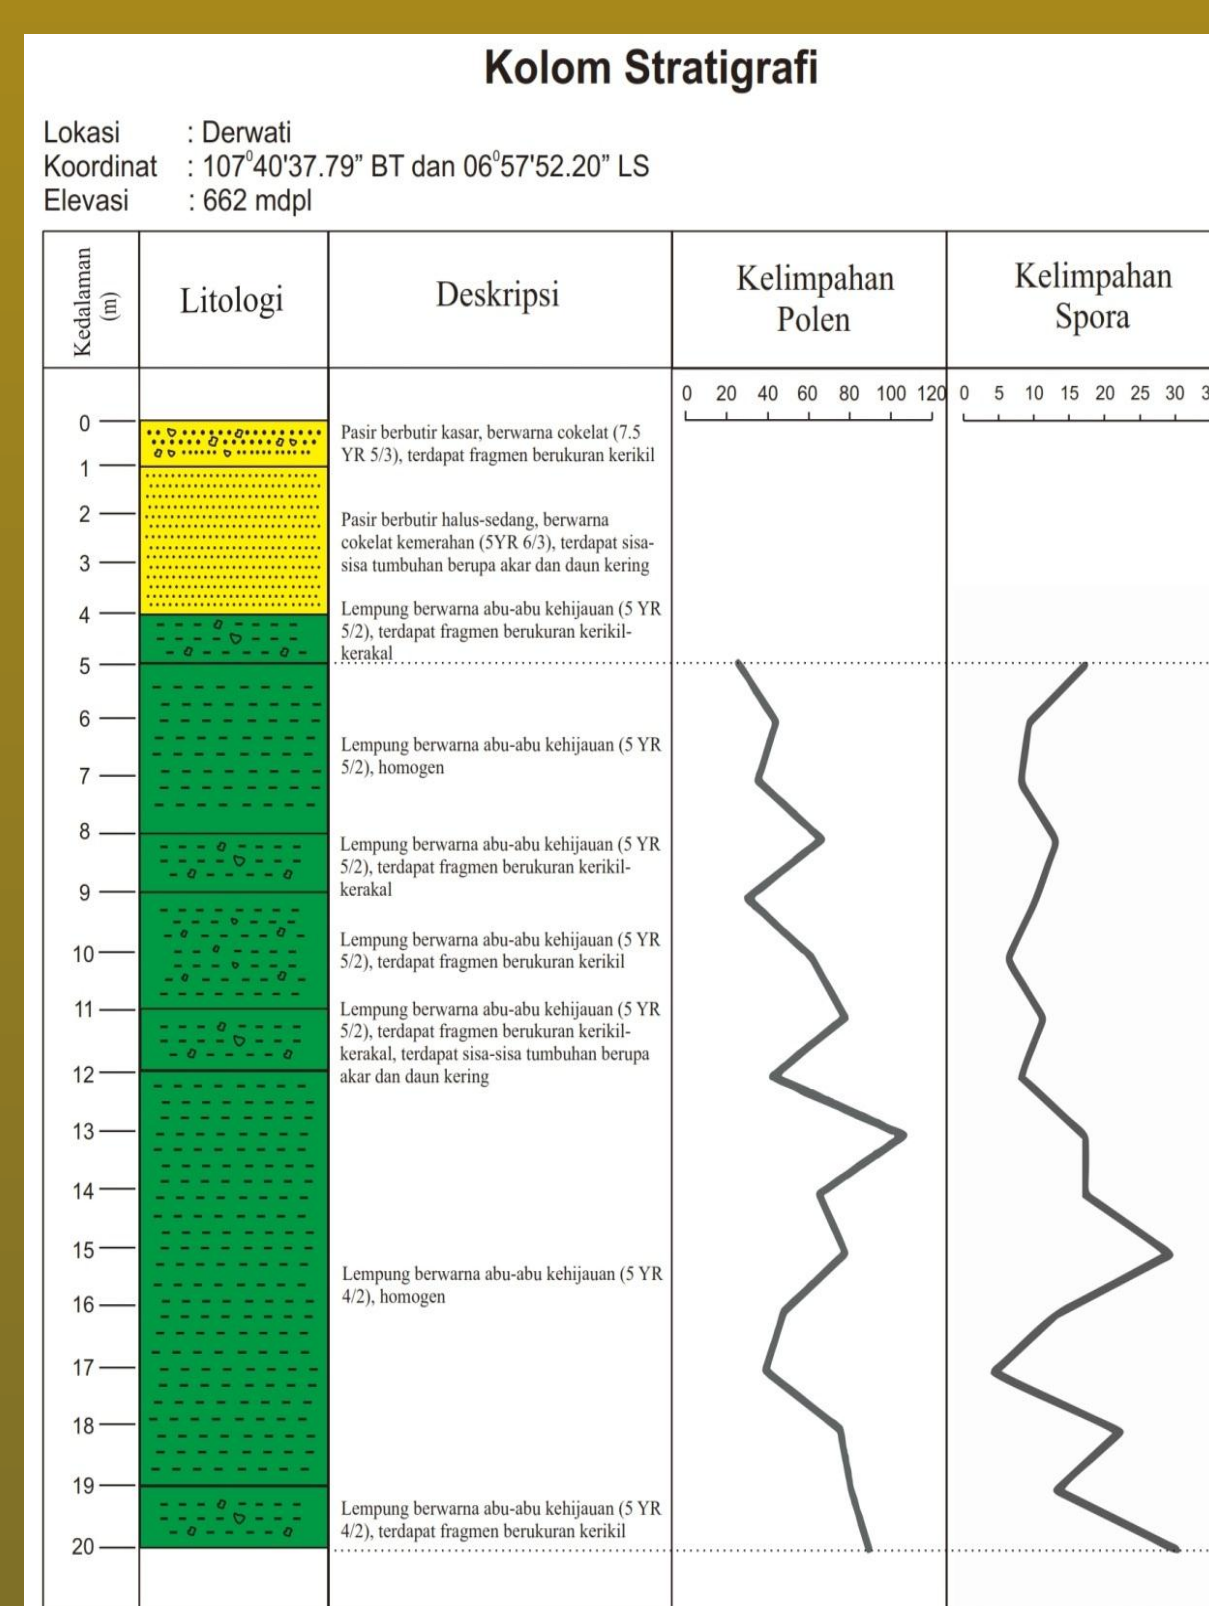 Kolom Stratigrafi
Lokasi : Derwati
Koordinat : 107⁰40'37.79” BT dan 06⁰57'52.20” LS
Elevasi : 662 mdpl
Kedalaman
(m)
Litologi
Deskripsi
Kelimpahan
Polen
Kelimpahan
Spora
0 20 40 60 80 100 120
0 5 10 15 20 25 30
0
Pasir berbutir kasar, berwarna cokelat (7.5
YR 5/3), terdapat fragmen berukuran kerikil
1
2
Pasir berbutir halus-sedang, berwarna
cokelat kemerahan (5YR 6/3), terdapat sisa-
sisa tumbuhan berupa akar dan daun kering
3
4
Lempung berwarna abu-abu kehijauan (5 YR
5/2), terdapat fragmen berukuran kerikil-
kerakal
5
6
Lempung berwarna abu-abu kehijauan (5 YR
5/2), homogen
7
8
Lempung berwarna abu-abu kehijauan (5 YR
5/2), terdapat fragmen berukuran kerikil-
kerakal
9
Lempung berwarna abu-abu kehijauan (5 YR
5/2), terdapat fragmen berukuran kerikil
10
11
Lempung berwarna abu-abu kehijauan (5 YR
5/2), terdapat fragmen berukuran kerikil-
kerakal, terdapat sisa-sisa tumbuhan berupa
akar dan daun kering
12
13
14
15
Lempung berwarna abu-abu kehijauan (5 YR
4/2), homogen
16
17
18
19
Lempung berwarna abu-abu kehijauan (5 YR
4/2), terdapat fragmen berukuran kerikil
20